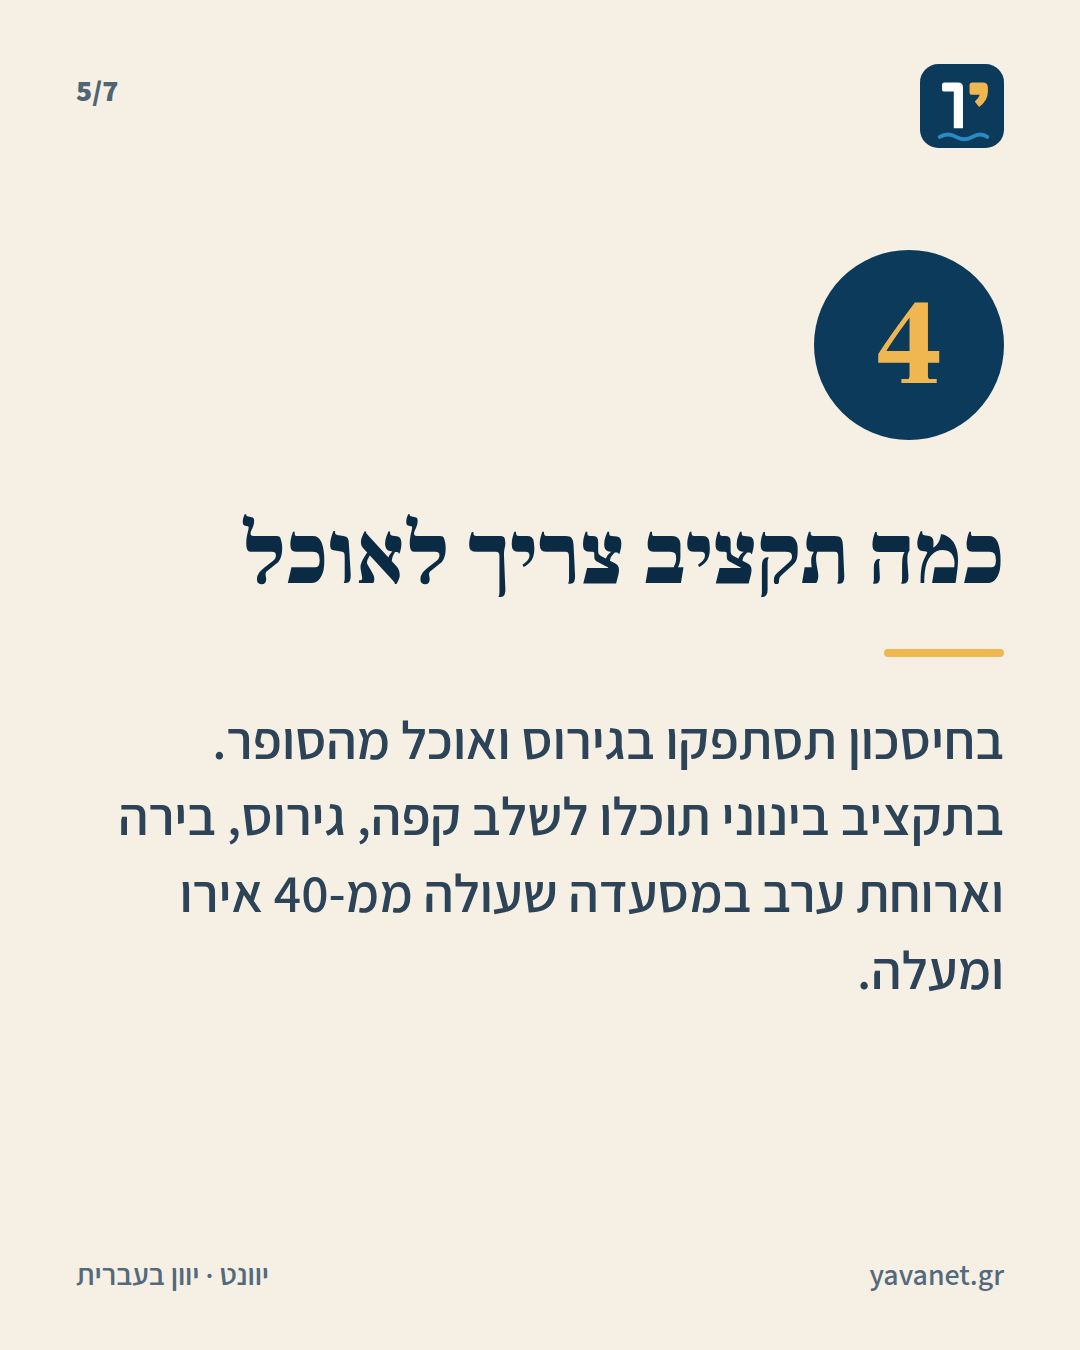 5/7
יו
4
כמה תקציב צריך לאוכל
בחיסכון תסתפקו בגירוס ואוכל מהסופר.
בתקציב בינוני תוכלו לשלב קפה, גירוס, בירה
וארוחת ערב במסעדה שעולה ממ-40 אירו
ומעלה.
yavanet.gr
יוונט · יוון בעברית